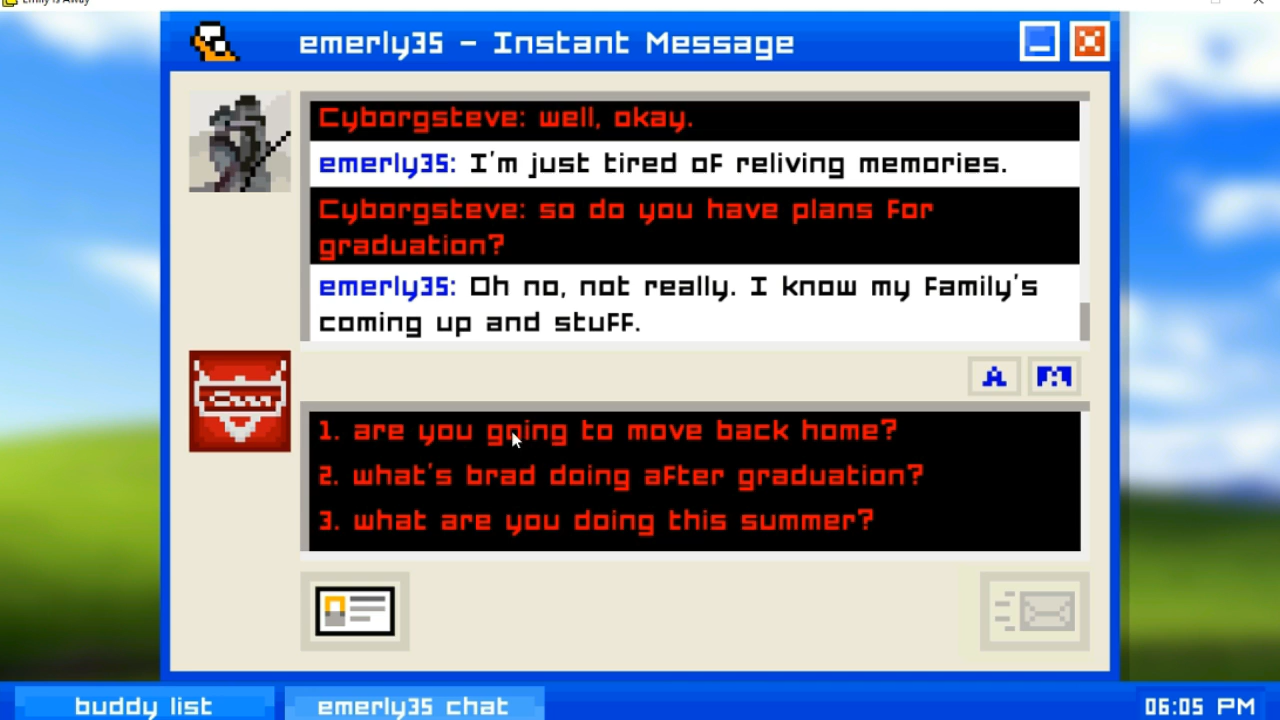 Emily Is Away
emerly35 - Instant Message
Cyborgsteve: well, okay.
emerly35: I'm just tired of reliving memories.
Cyborgsteve: so do you have plans for
graduation?
emerly35: Oh no, not really. I know my family's
coming up and stuff.
A
1. are you going to move back home?
2. what's brad doing after graduation?
3. what are you doing this summer?
buddy list
emerly35 chat
06:05 PM